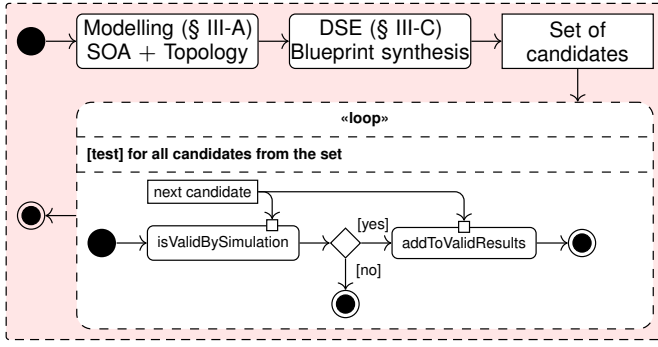 Modelling (§ III-A)
SOA + Topology
DSE (§ III-C)
Blueprint synthesis
Set of
candidates
«loop»
[test] for all candidates from the set
next candidate
isValidBySimulation
[yes]
addToValidResults
[no]